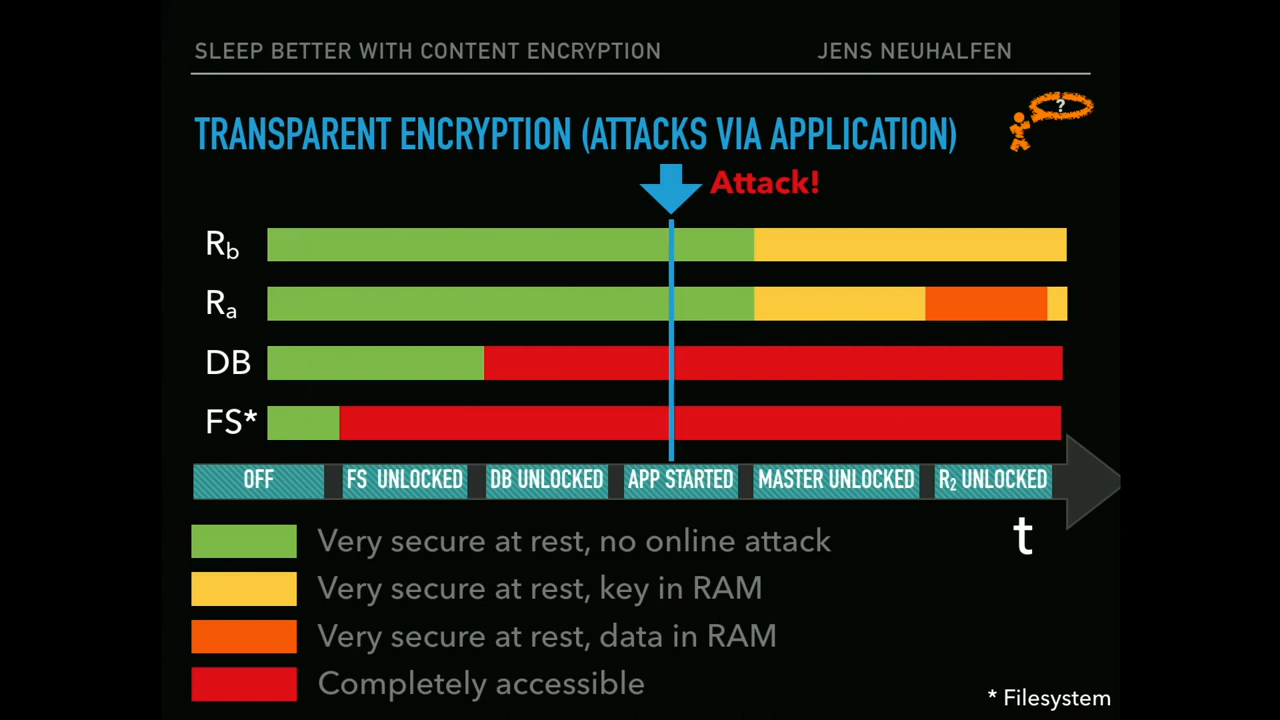 SLEEP BETTER WITH CONTENT ENCRYPTION JENS NEUHALFEN
TRANSPARENT ENCRYPTION (ATTACKS VIA APPLICATION)
?
Attack!
Rb
Ra
DB
FS*
OFF FS UNLOCKED DB UNLOCKED APP STARTED MASTER UNLOCKED R2 UNLOCKED
t
Very secure at rest, no online attack
Very secure at rest, key in RAM
Very secure at rest, data in RAM
Completely accessible
* Filesystem